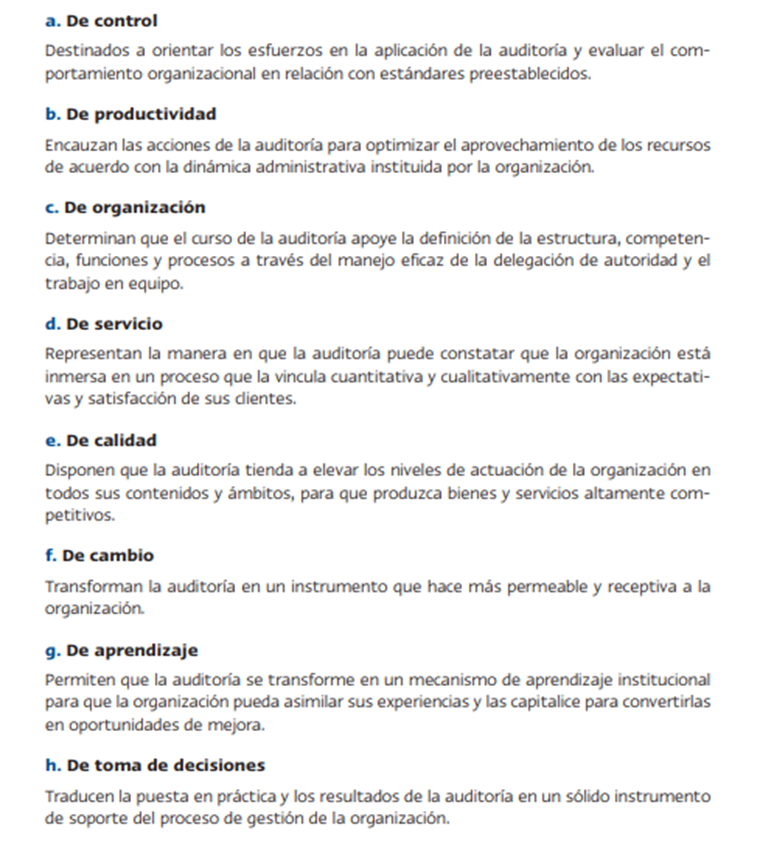 a. De control
Destinados a orientar los esfuerzos en la aplicación de la auditoría y evaluar el com-
portamiento organizacional en relación con estándares preestablecidos.
b. De productividad
Encauzan las acciones de la auditoría para optimizar el aprovechamiento de los recursos
de acuerdo con la dinámica administrativa instituida por la organización.
c. De organización
Determinan que el curso de la auditoría apoye la definición de la estructura, competen-
cia, funciones y procesos a través del manejo eficaz de la delegación de autoridad y el
trabajo en equipo.
d. De servicio
Representan la manera en que la auditoría puede constatar que la organización está
inmersa en un proceso que la vincula cuantitativa y cualitativamente con las expectati-
vas y satisfacción de sus clientes.
e. De calidad
Disponen que la auditoría tienda a elevar los niveles de actuación de la organización en
todos sus contenidos y ámbitos, para que produzca bienes y servicios altamente com-
petitivos.
f. De cambio
Transforman la auditoría en un instrumento que hace más permeable y receptiva a la
organización.
g. De aprendizaje
Permiten que la auditoría se transforme en un mecanismo de aprendizaje institucional
para que la organización pueda asimilar sus experiencias y las capitalice para convertirlas
en oportunidades de mejora.
h. De toma de decisiones
Traducen la puesta en práctica y los resultados de la auditoría en un sólido instrumento
de soporte del proceso de gestión de la organización.